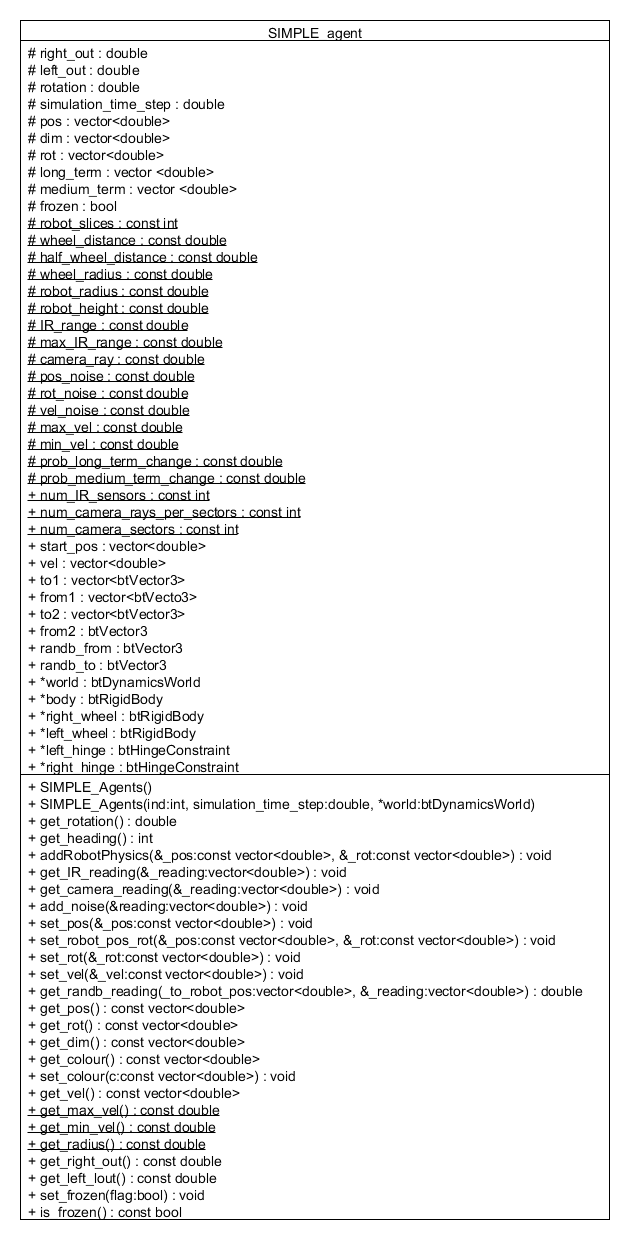 SIMPLE_agent
# right_out : double
# left_out : double
# rotation : double
# simulation_time_step : double
# pos : vector<double>
# dim : vector<double>
# rot : vector<double>
# long_term : vector <double>
# medium_term : vector <double>
# frozen : bool
# robot_slices : const int
# wheel_distance : const double
# half_wheel_distance : const double
# wheel_radius : const double
# robot_radius : const double
# robot_height : const double
# IR_range : const double
# max_IR_range : const double
# camera_ray : const double
# pos_noise : const double
# rot_noise : const double
# vel_noise : const double
# max_vel : const double
# min_vel : const double
# prob_long_term_change : const double
# prob_medium_term_change : const double
+ num_IR_sensors : const int
+ num_camera_rays_per_sectors : const int
+ num_camera_sectors : const int
+ start_pos : vector<double>
+ vel : vector<double>
+ to1 : vector<btVector3>
+ from1 : vector<btVecto3>
+ to2 : vector<btVector3>
+ from2 : btVector3
+ randb_from : btVector3
+ randb_to : btVector3
+ *world : btDynamicsWorld
+ *body : btRigidBody
+ *right_wheel : btRigidBody
+ *left_wheel : btRigidBody
+ *left_hinge : btHingeConstraint
+ *right_hinge : btHingeConstraint
+ SIMPLE_Agents()
+ SIMPLE_Agents(ind:int, simulation_time_step:double, *world:btDynamicsWorld)
+ get_rotation() : double
+ get_heading() : int
+ addRobotPhysics(&_pos:const vector<double>, &_rot:const vector<double>) : void
+ get_IR_reading(&_reading:vector<double>) : void
+ get_camera_reading(&_reading:vector<double>) : void
+ add_noise(&reading:vector<double>) : void
+ set_pos(&_pos:const vector<double>) : void
+ set_robot_pos_rot(&_pos:const vector<double>, &_rot:const vector<double>) : void
+ set_rot(&_rot:const vector<double>) : void
+ set_vel(&_vel:const vector<double>) : void
+ get_randb_reading(_to_robot_pos:vector<double>, &_reading:vector<double>) : double
+ get_pos() : const vector<double>
+ get_rot() : const vector<double>
+ get_dim() : const vector<double>
+ get_colour() : const vector<double>
+ set_colour(c:const vector<double>) : void
+ get_vel() : const vector<double>
+ get_max_vel() : const double
+ get_min_vel() : const double
+ get_radius() : const double
+ get_right_out() : const double
+ get_left_lout() : const double
+ set_frozen(flag:bool) : void
+ is_frozen() : const bool